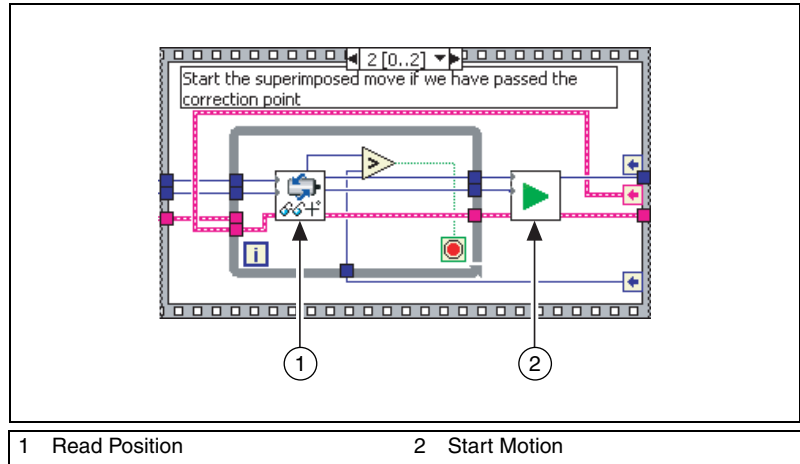 2 [0..2]
Start the superimposed move if we have passed the
correction point
>
i
1
2
1 Read Position 2 Start Motion